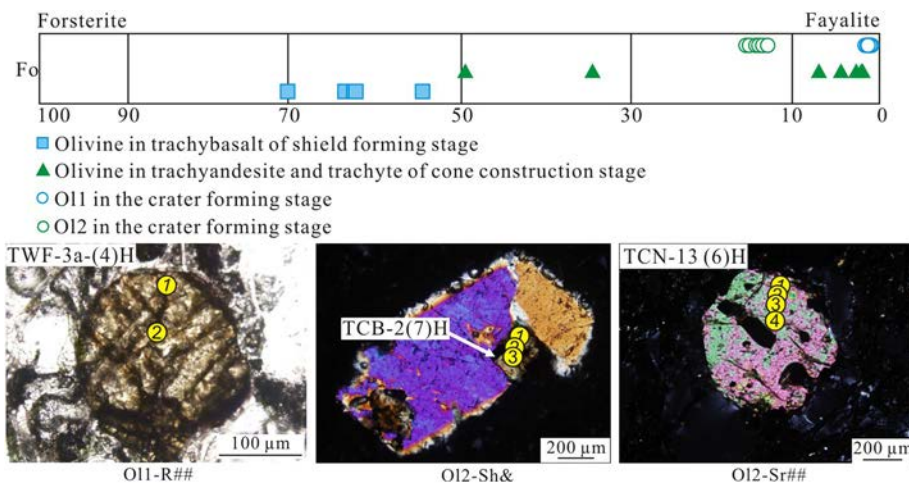 Forsterite Fayalite
Fo
100 90 70 50 30 10 0
Olivine in trachybasalt of shield forming stage
Olivine in trachyandesite and trachyte of cone construction stage
Ol1 in the crater forming stage
Ol2 in the crater forming stage
TWF-3a-(4)H
1
2
100 µm
Ol1-R##
TCB-2(7)H
1
2
3
200 µm
Ol2-Sh&
TCN-13 (6)H
1
2
3
4
200 µm
Ol2-Sr##